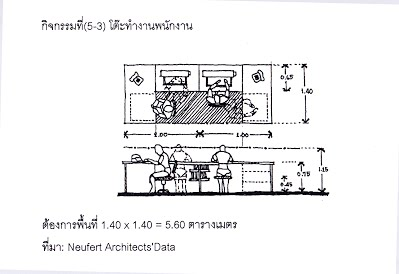 กิจกรรมที่(5-3) โต๊ะทำงานพนักงาน
0.65
1.40
2.00
2.00
1.15
0.75
0.45
ต้องการพื้นที่ 1.40 x 1.40 = 5.60 ตารางเมตร
ที่มา: Neufert Architects'Data